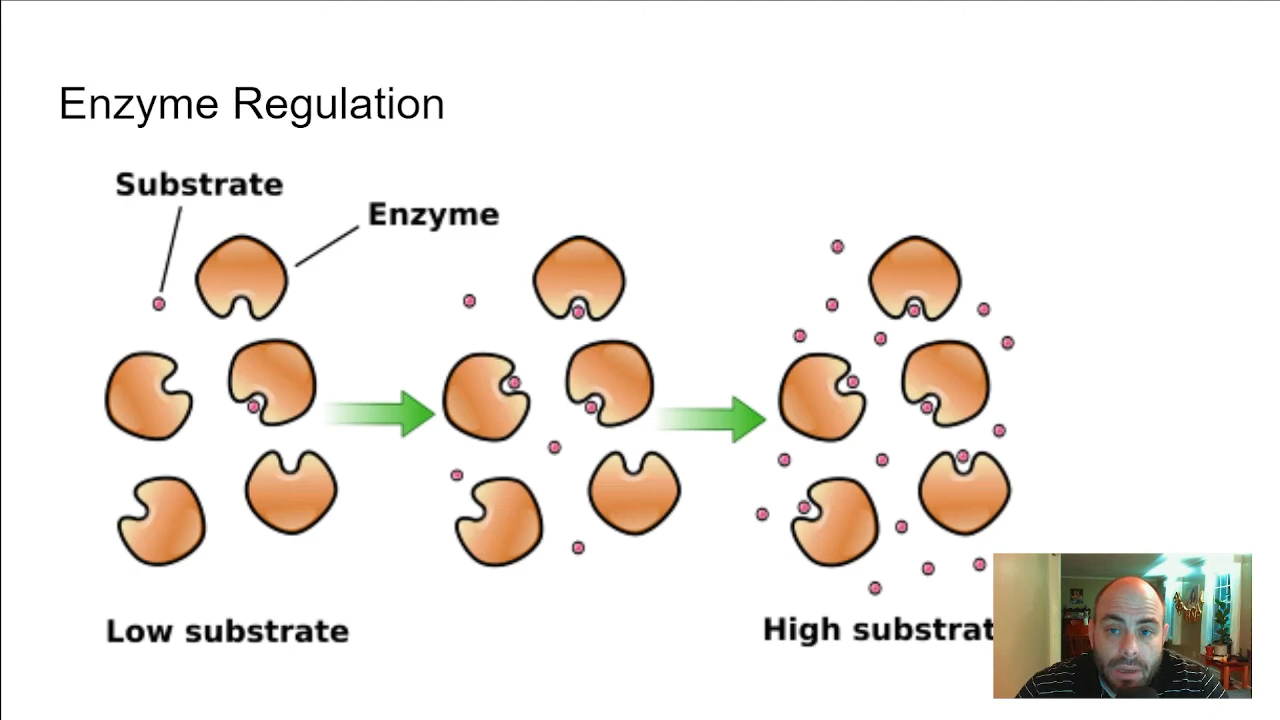 Enzyme Regulation
Substrate
Enzyme
Low substrate
High substrat